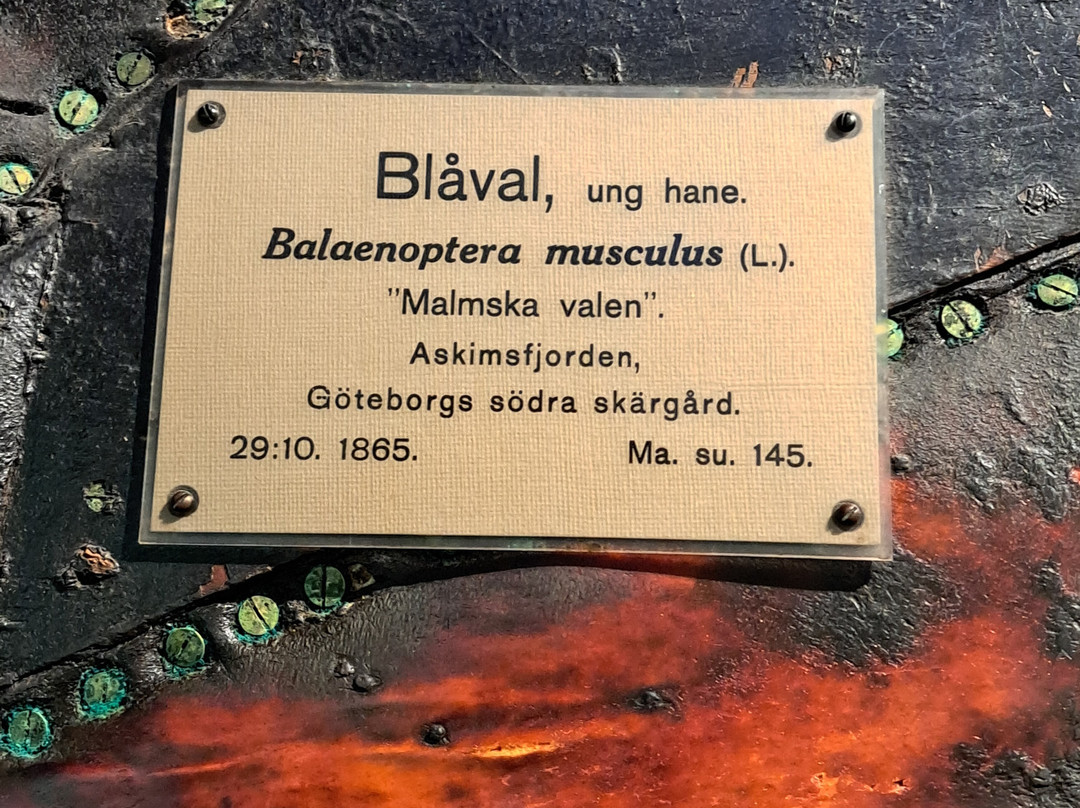 Blåval, ung hane.
Balaenoptera musculus (L.).
"Malmska valen".
Askimsfjorden,
Göteborgs södra skärgård.
29:10. 1865. Ma. su. 145.